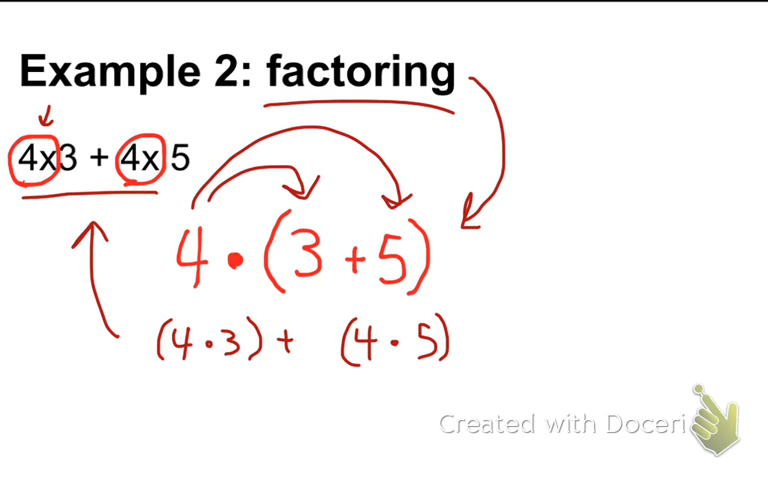 Example 2: factoring
4x3 + 4x 5
4 • (3 + 5)
(4 • 3) + (4 • 5)
Created with Doceri